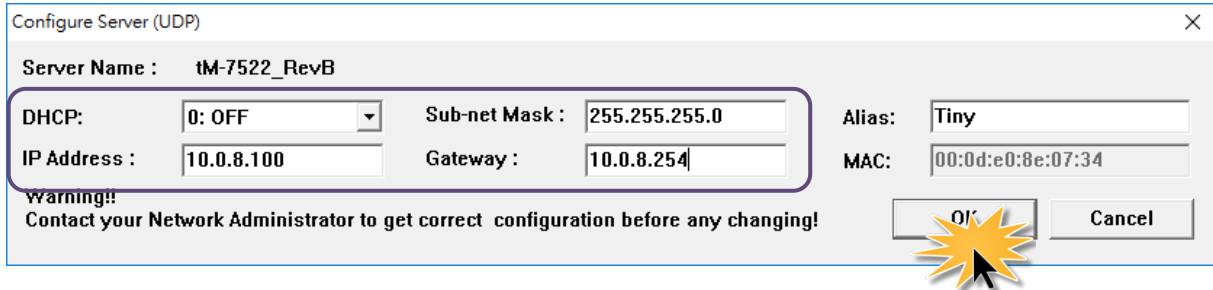 Configure Server (UDP)
Server Name : tM-7522_RevB
DHCP: 0: OFF Sub-net Mask : 255.255.255.0 Alias: Tiny
IP Address : 10.0.8.100 Gateway : 10.0.8.254 MAC: 00:0d:e0:8e:07:34
Warning!!
Contact your Network Administrator to get correct configuration before any changing!
OK Cancel